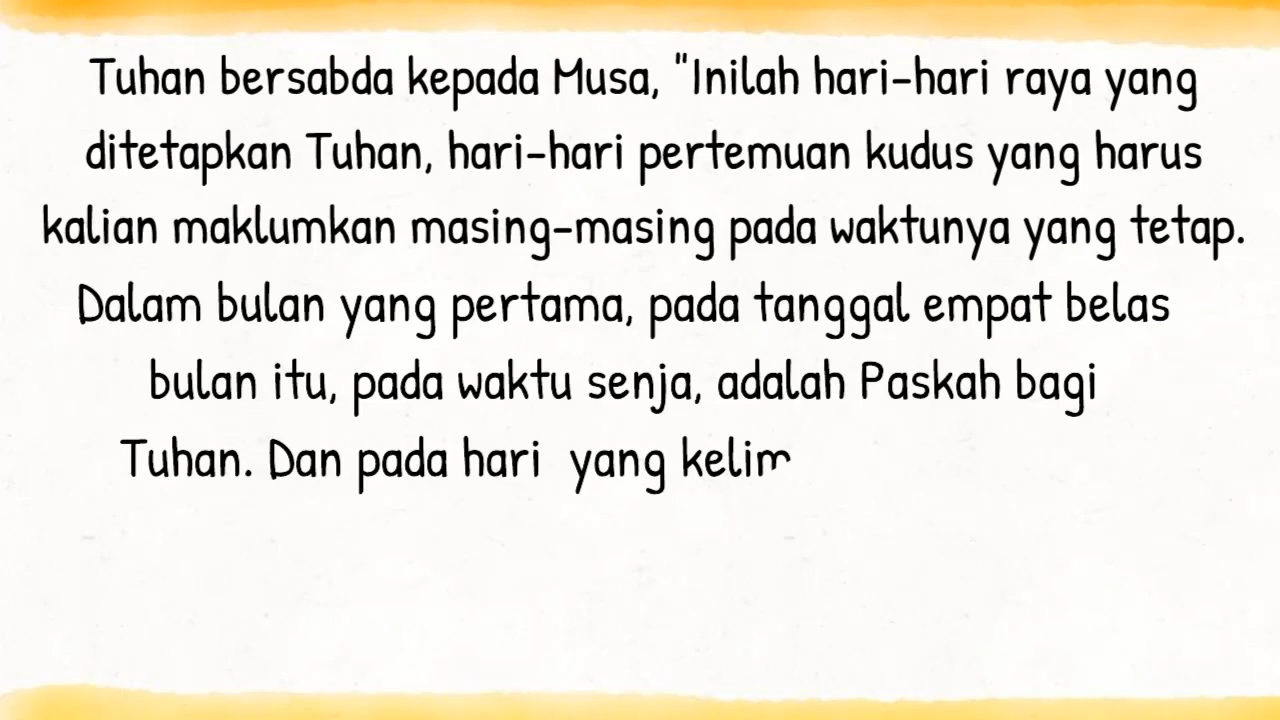 Tuhan bersabda kepada Musa, "Inilah hari-hari raya yang
ditetapkan Tuhan, hari-hari pertemuan kudus yang harus
kalian maklumkan masing-masing pada waktunya yang tetap.
Dalam bulan yang pertama, pada tanggal empat belas
bulan itu, pada waktu senja, adalah Paskah bagi
Tuhan. Dan pada hari yang kelim